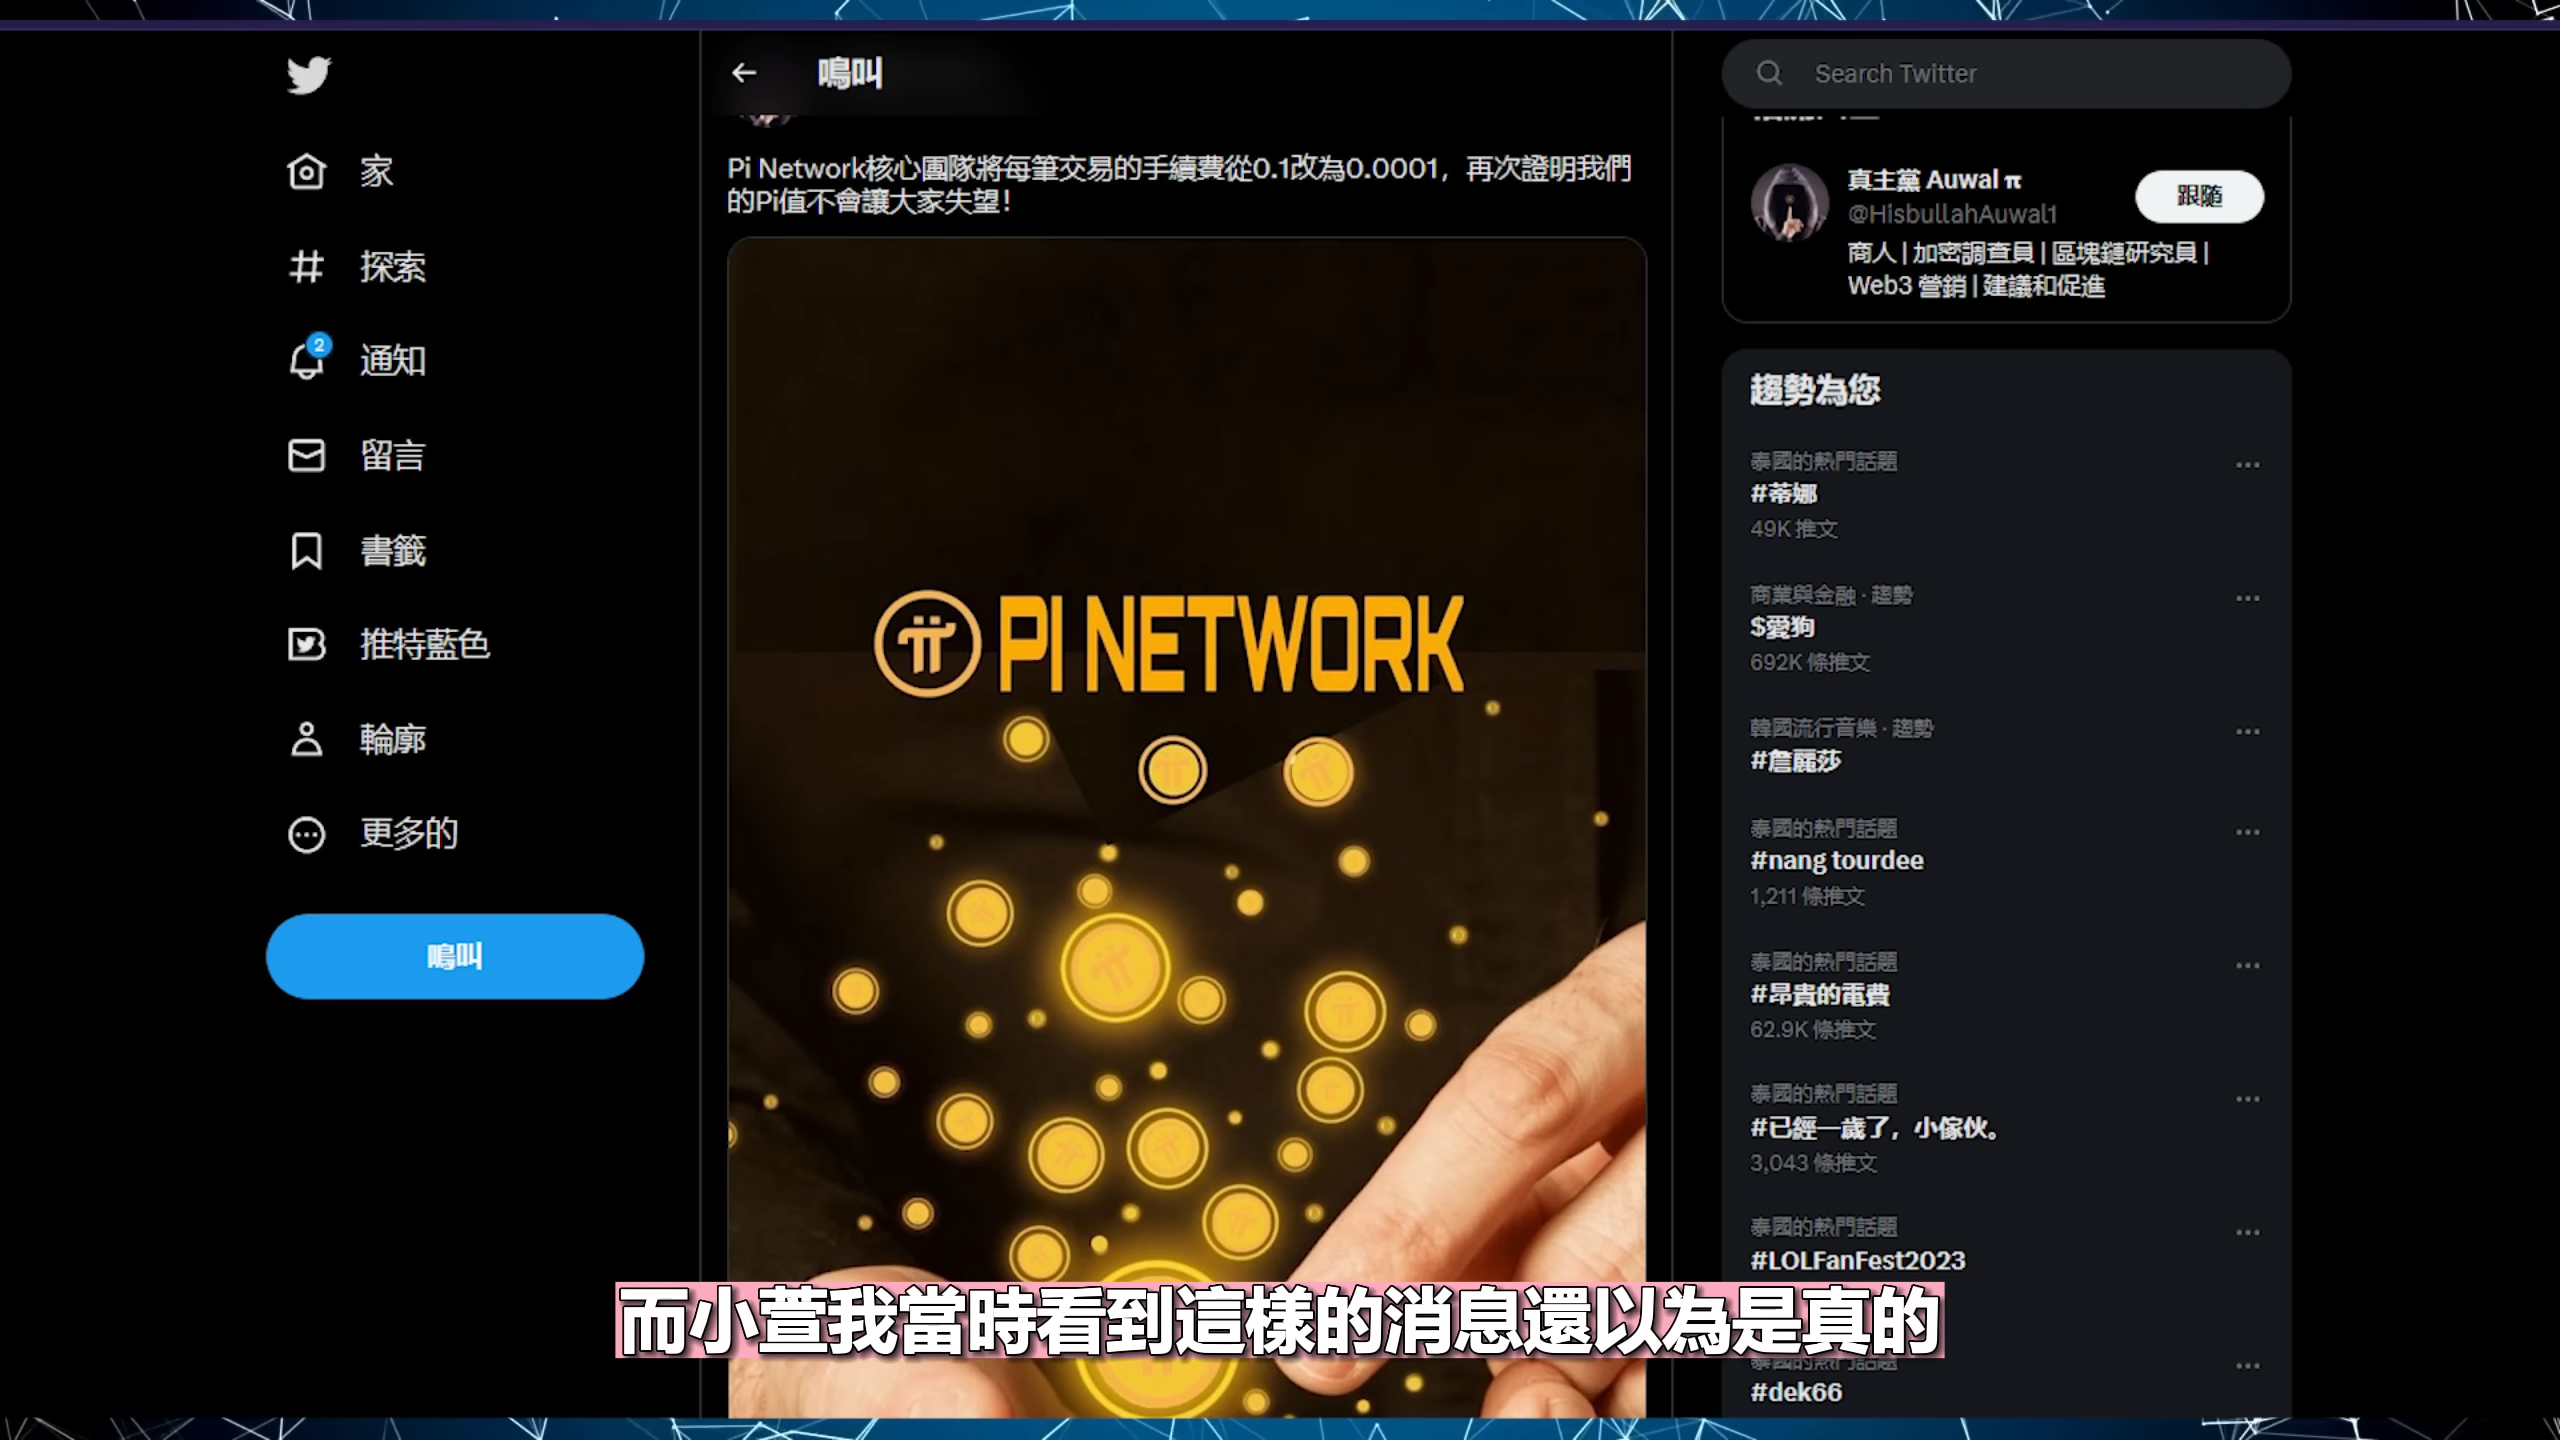 家
探索
2
通知
留言
書籤
推特藍色
輪廓
更多的
鳴叫
鳴叫
Pi Network核心團隊將每筆交易的手續費從0.1改為0.0001，再次證明我們
的Pi值不會讓大家失望！
PI NETWORK
Search Twitter
真主黨 Auwal π
@HisbullahAuwal1
跟隨
商人 | 加密調查員 | 區塊鏈研究員 |
Web3 營銷 | 建議和促進
趨勢為您
泰國的熱門話題
#蒂娜
49K 推文
商業與金融 · 趨勢
$愛狗
692K 條推文
韓國流行音樂 · 趨勢
#詹麗莎
泰國的熱門話題
#nang tourdee
1,211 條推文
泰國的熱門話題
#昂貴的電費
62.9K 條推文
泰國的熱門話題
#已經一歲了，小傢伙。
3,043 條推文
泰國的熱門話題
#LOLFanFest2023
泰國的熱門話題
#dek66
而小萱我當時看到這樣的消息還以為是真的